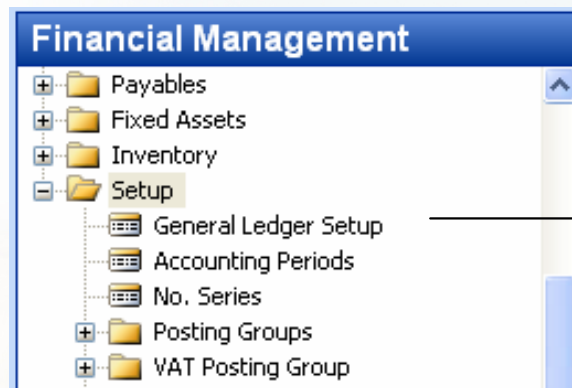 Financial Management
Payables
Fixed Assets
Inventory
Setup
General Ledger Setup
Accounting Periods
No. Series
Posting Groups
VAT Posting Group